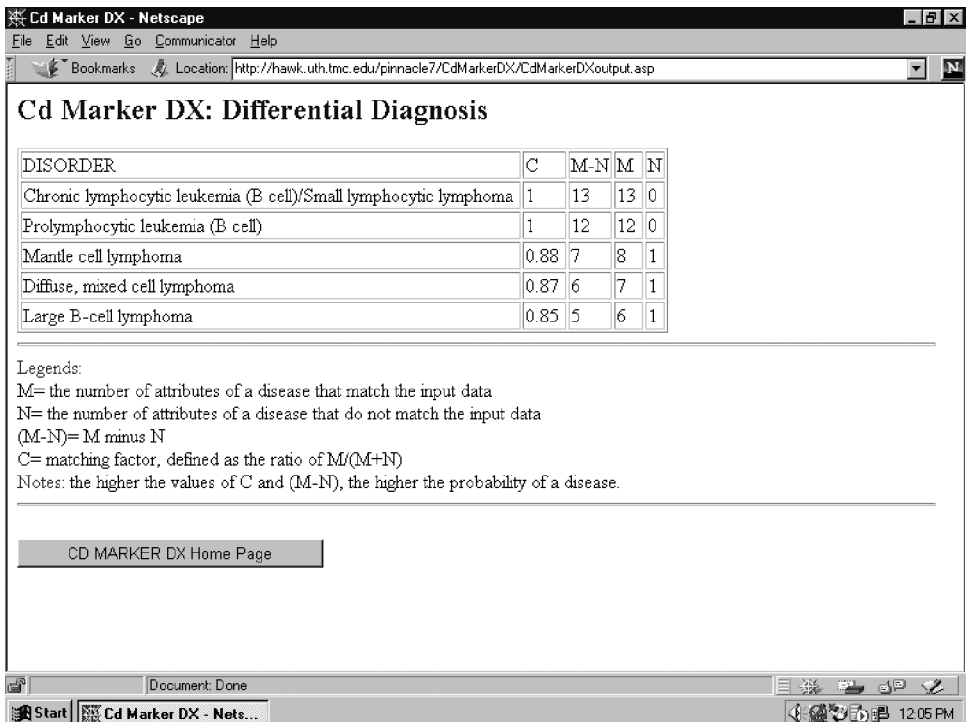 Cd Marker DX - Netscape
File Edit View Go Communicator Help
Bookmarks Location: http://hawk.uth.tmc.edu/pinnacle7/CdMarkerDX/CdMarkerDXoutput.asp N
Cd Marker DX: Differential Diagnosis
DISORDER C M-N M N
Chronic lymphocytic leukemia (B cell)/Small lymphocytic lymphoma 1 13 13 0
Prolymphocytic leukemia (B cell) 1 12 12 0
Mantle cell lymphoma 0.88 7 8 1
Diffuse, mixed cell lymphoma 0.87 6 7 1
Large B-cell lymphoma 0.85 5 6 1
Legends:
M= the number of attributes of a disease that match the input data
N= the number of attributes of a disease that do not match the input data
(M-N)= M minus N
C= matching factor, defined as the ratio of M/(M+N)
Notes: the higher the values of C and (M-N), the higher the probability of a disease.
CD MARKER DX Home Page
Document: Done
Start Cd Marker DX - Nets... 12:05 PM